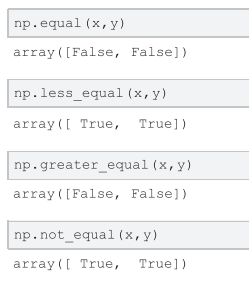 np.equal(x,y)
array([False, False])
np.less_equal(x,y)
array([ True,  True])
np.greater_equal(x,y)
array([False, False])
np.not_equal(x,y)
array([ True,  True])